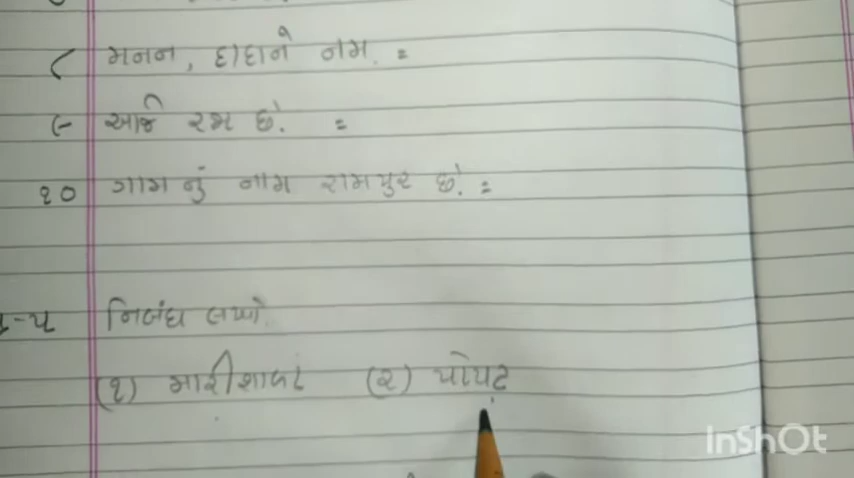 ૮ મનન, દાદાને નમ. =
૯ આજે રમ છે. =
૧૦ ગામનું નામ રામપુર છે. =
પ્ર-૫ નિબંધ લખો.
(૧) મારીશાળા (૨) પોપટ
InShOt